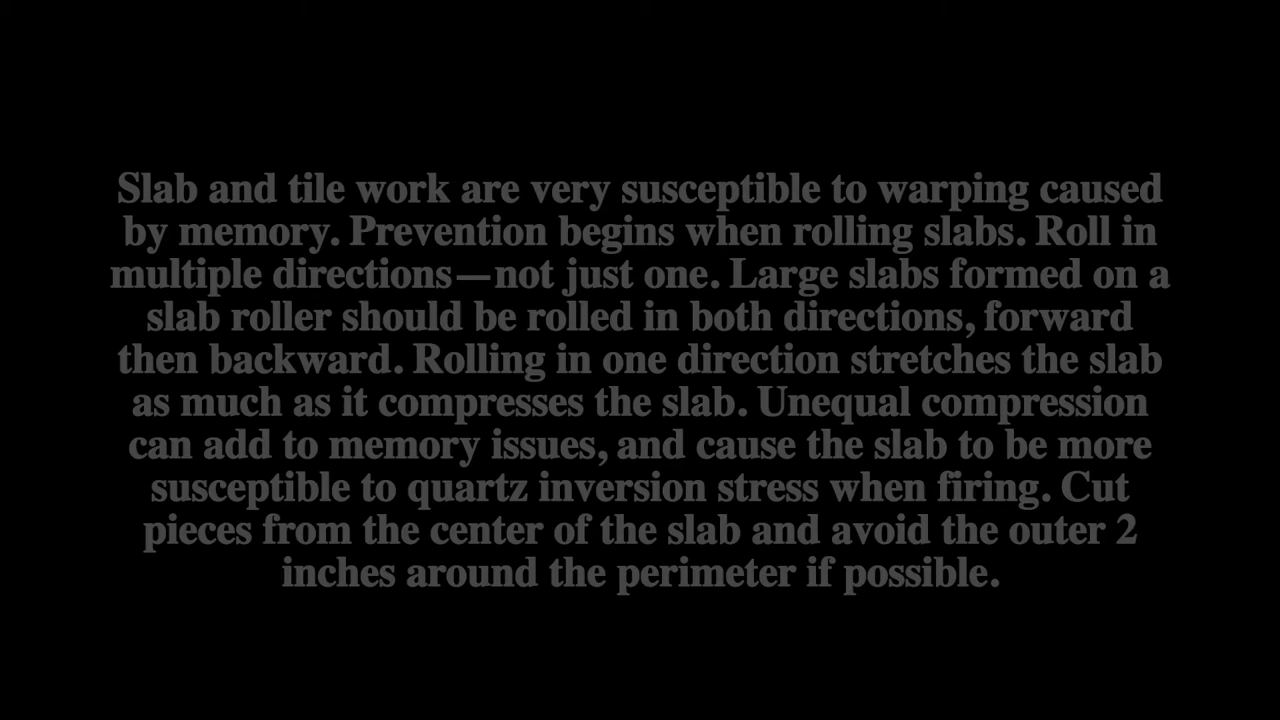 Slab and tile work are very susceptible to warping caused
by memory. Prevention begins when rolling slabs. Roll in
multiple directions—not just one. Large slabs formed on a
slab roller should be rolled in both directions, forward
then backward. Rolling in one direction stretches the slab
as much as it compresses the slab. Unequal compression
can add to memory issues, and cause the slab to be more
susceptible to quartz inversion stress when firing. Cut
pieces from the center of the slab and avoid the outer 2
inches around the perimeter if possible.